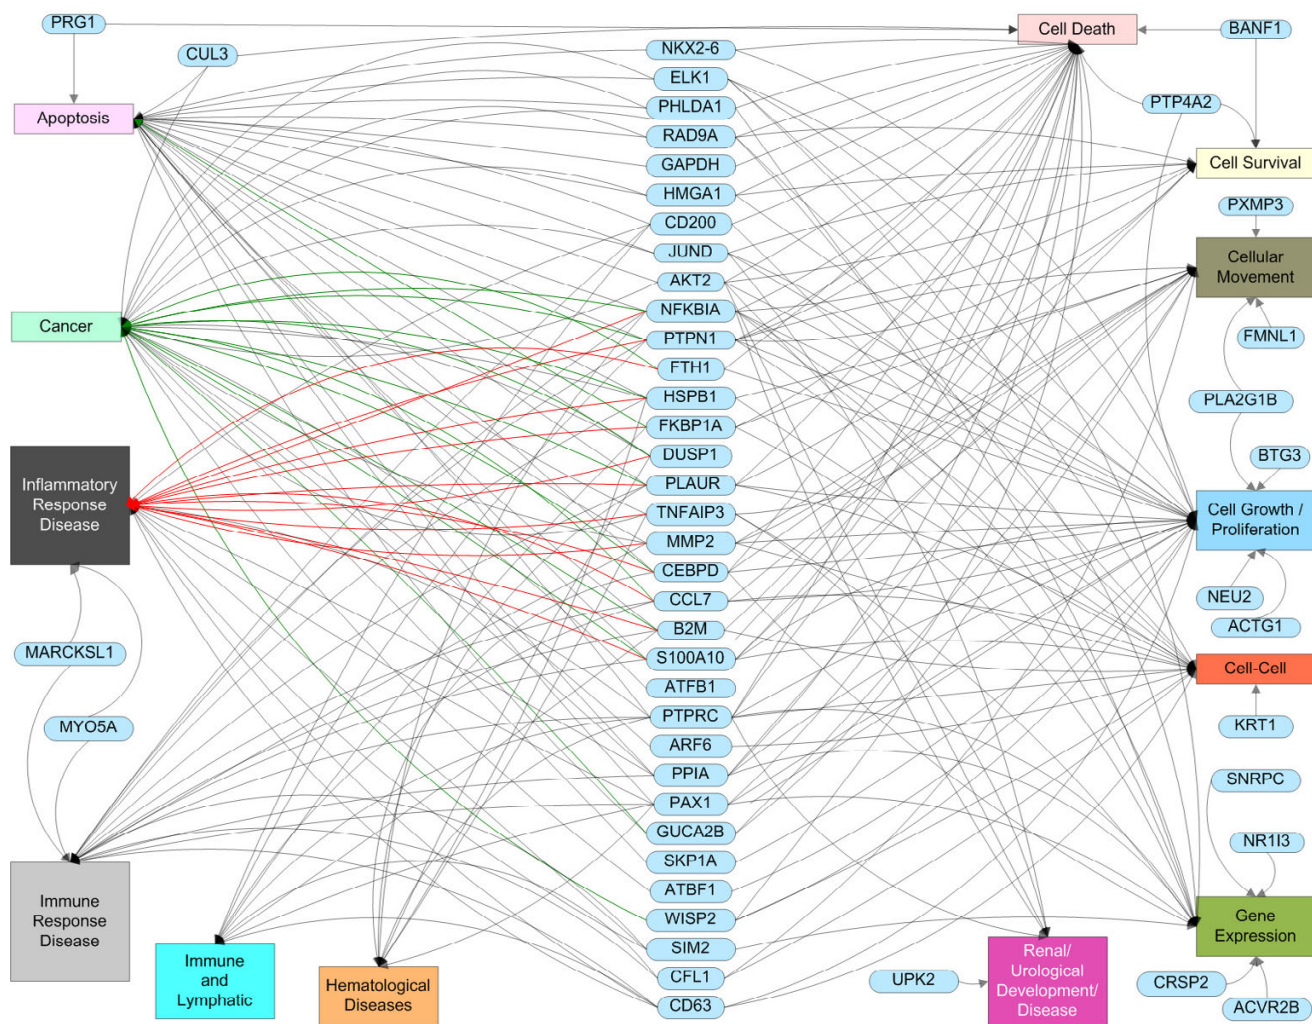 PRG1
Cell Death
BANF1
CUL3
NKX2-6
ELK1
PTP4A2
PHLDA1
Apoptosis
RAD9A
GAPDH
Cell Survival
HMGA1
PXMP3
CD200
JUND
Cellular
Movement
AKT2
NFKBIA
Cancer
PTPN1
FMNL1
FTH1
HSPB1
PLA2G1B
FKBP1A
DUSP1
BTG3
Inflammatory
Response
Disease
PLAUR
TNFAIP3
Cell Growth /
Proliferation
MMP2
CEBPD
NEU2
CCL7
ACTG1
B2M
MARCKSL1
S100A10
Cell-Cell
ATFB1
PTPRC
KRT1
MYO5A
ARF6
PPIA
SNRPC
PAX1
GUCA2B
NR1I3
SKP1A
ATBF1
Immune
Response
Disease
WISP2
Gene
Expression
SIM2
Immune
and
Lymphatic
Renal/
Urological
Development/
Disease
CFL1
UPK2
CRSP2
Hematological
Diseases
CD63
ACVR2B